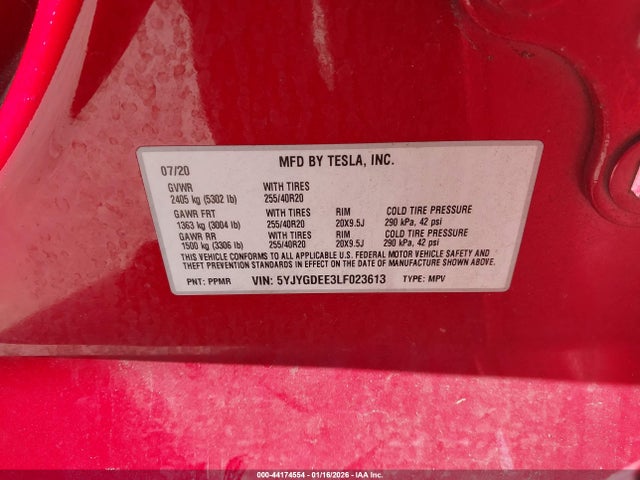 07/20 MFD BY TESLA, INC.
GVWR WITH TIRES
2405 kg (5302 lb) 255/40R20
GAWR FRT WITH TIRES RIM COLD TIRE PRESSURE
1363 kg (3004 lb) 255/40R20 20X9.5J 290 kPa, 42 psi
GAWR RR WITH TIRES RIM COLD TIRE PRESSURE
1500 kg (3306 lb) 255/40R20 20X9.5J 290 kPa, 42 psi
THIS VEHICLE CONFORMS TO ALL APPLICABLE U.S. FEDERAL MOTOR VEHICLE SAFETY AND
THEFT PREVENTION STANDARDS IN EFFECT ON THE DATE OF MANUFACTURE SHOWN ABOVE.
PNT: PPMR VIN: 5YJYGDEE3LF023613 TYPE: MPV
000-44174554 | 01/16/2026 - IAA Inc.